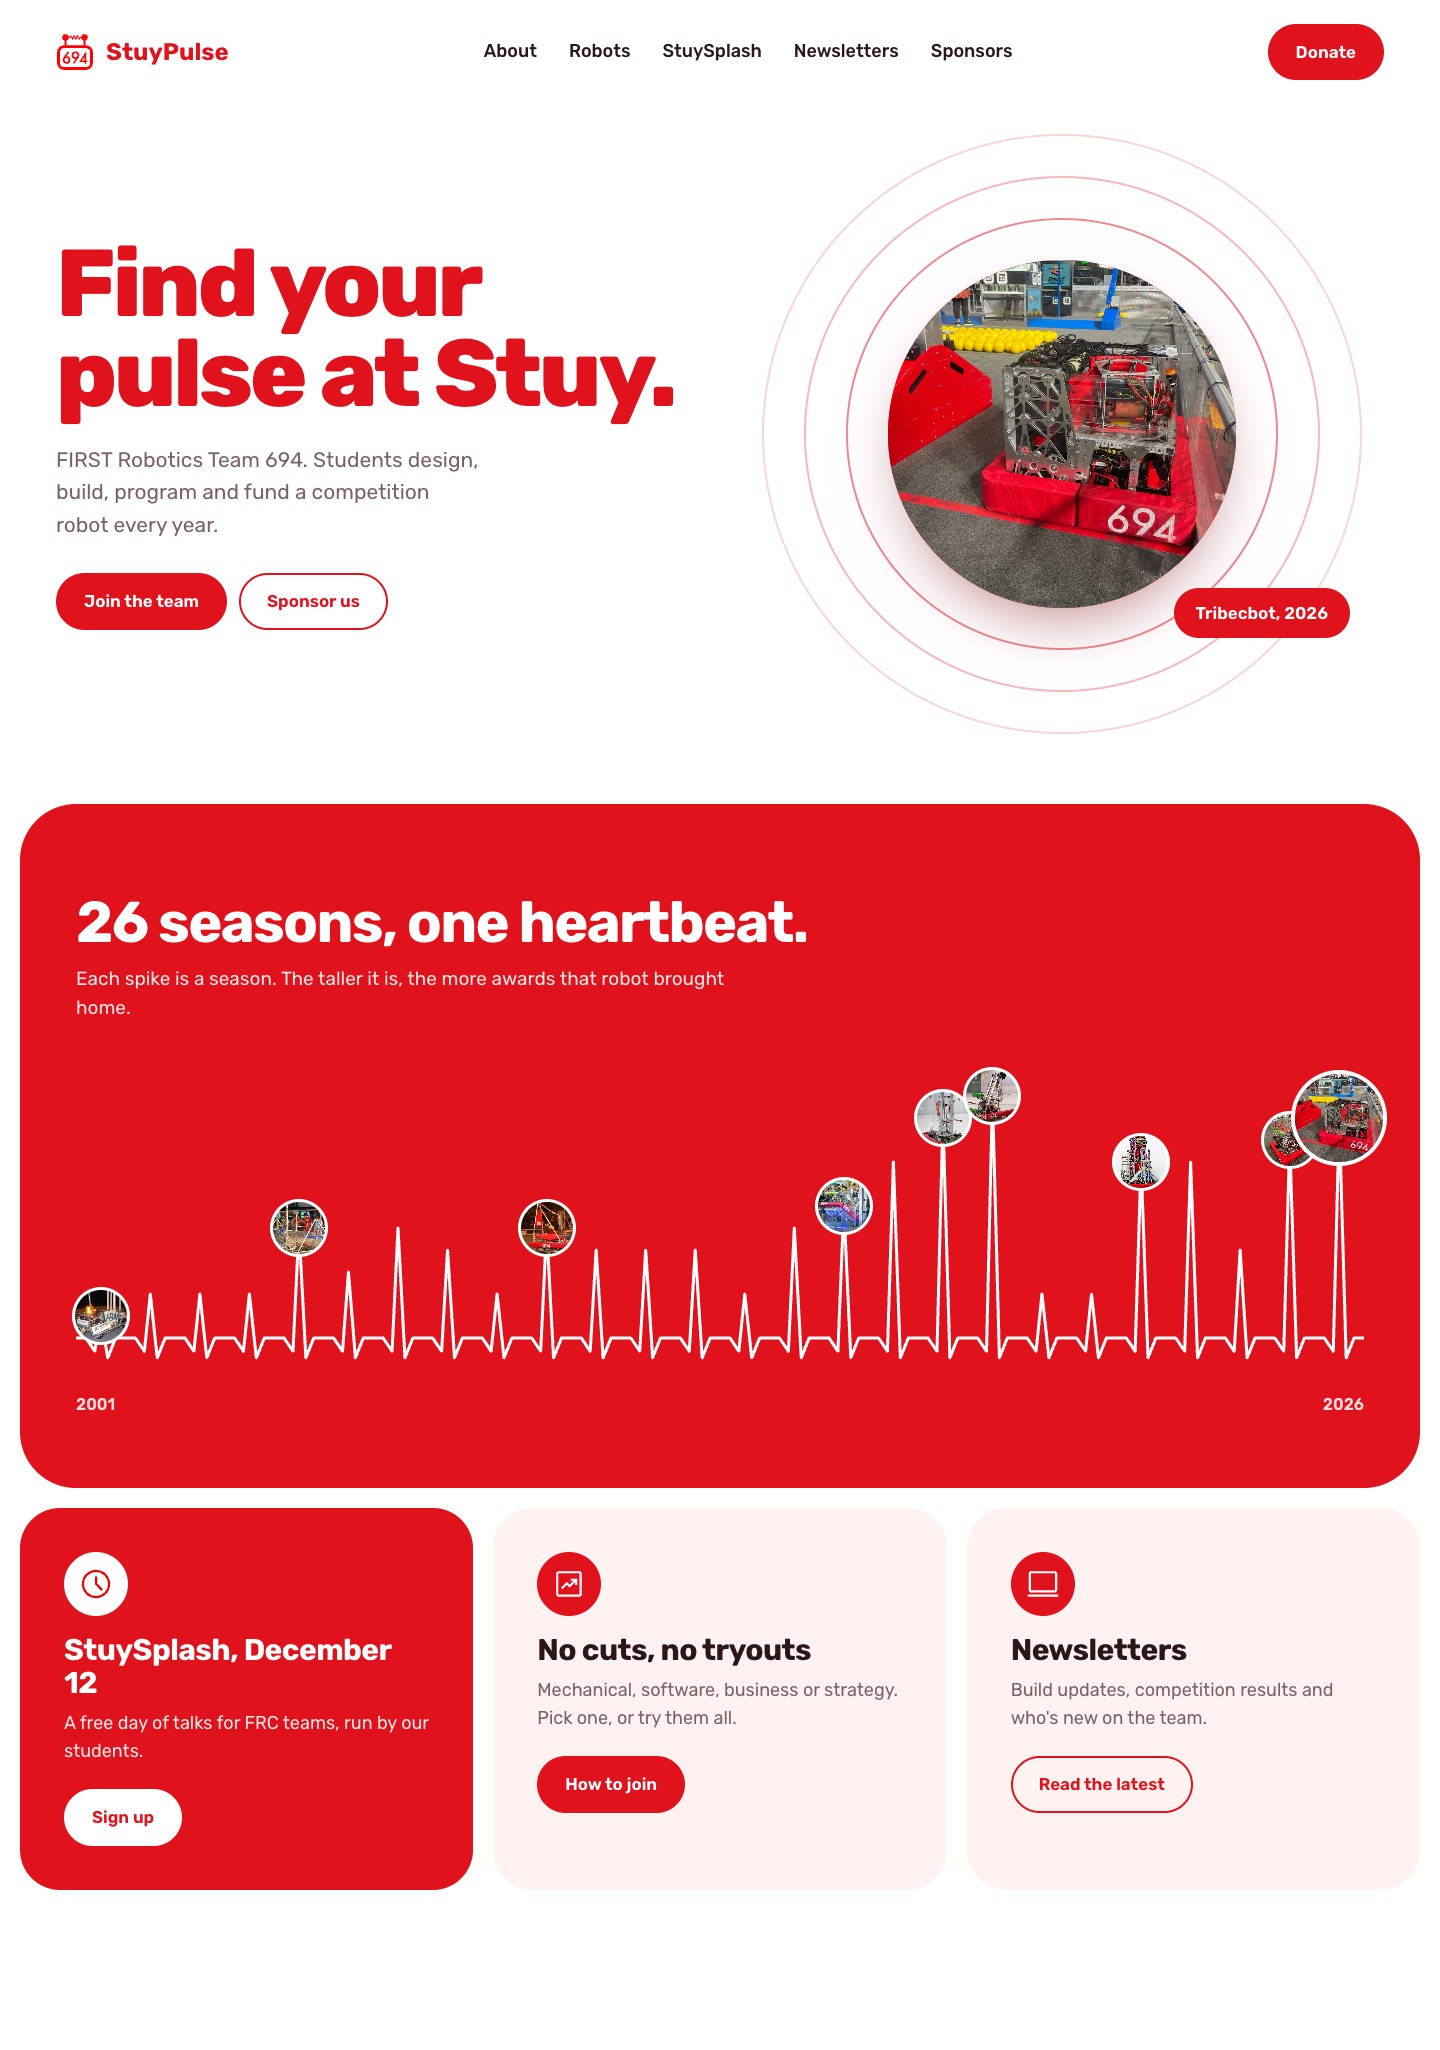 694 StuyPulse
About Robots StuySplash Newsletters Sponsors
Donate
Find your
pulse at Stuy.
FIRST Robotics Team 694. Students design,
build, program and fund a competition
robot every year.
Join the team Sponsor us
694
Tribecbot, 2026
26 seasons, one heartbeat.
Each spike is a season. The taller it is, the more awards that robot brought
home.
694
2001 2026
StuySplash, December
12
A free day of talks for FRC teams, run by our
students.
Sign up
No cuts, no tryouts
Mechanical, software, business or strategy.
Pick one, or try them all.
How to join
Newsletters
Build updates, competition results and
who's new on the team.
Read the latest